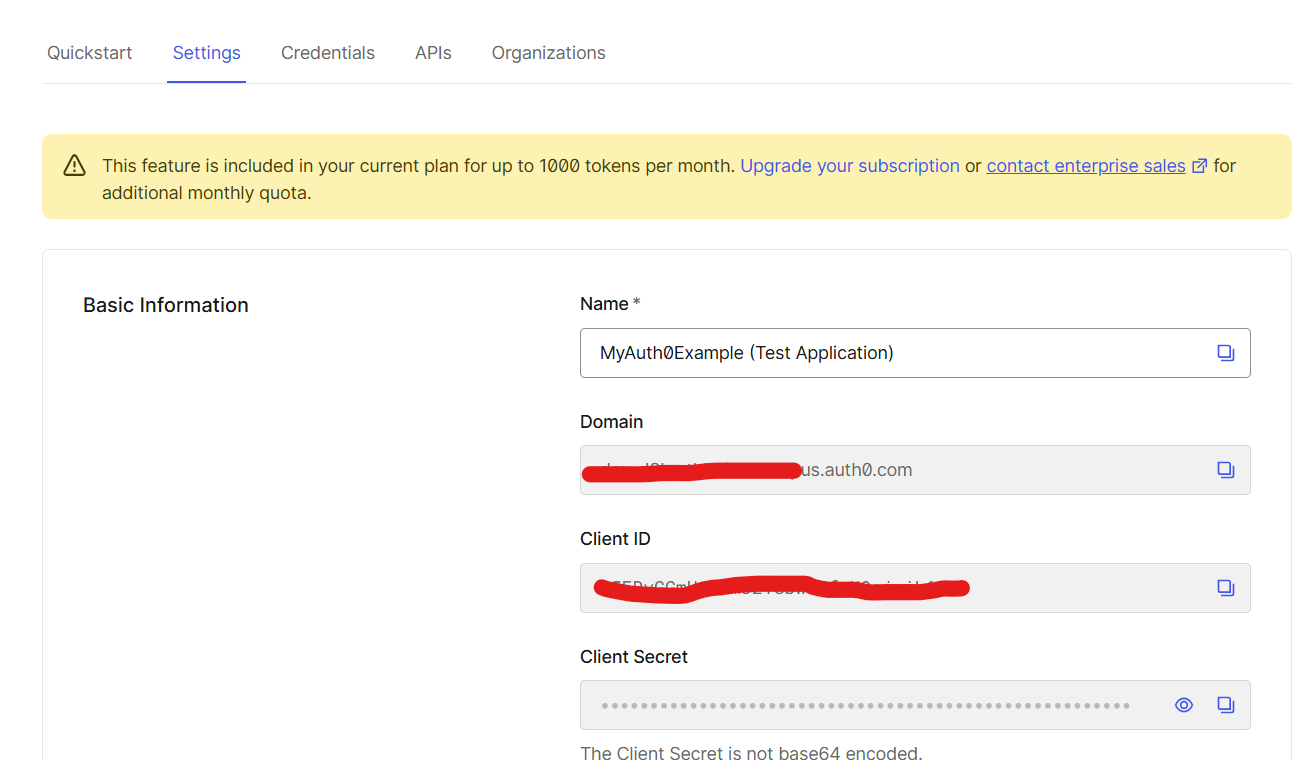 Quickstart Settings Credentials APIs Organizations
This feature is included in your current plan for up to 1000 tokens per month. Upgrade your subscription or contact enterprise sales for
additional monthly quota.
Basic Information
Name *
MyAuth0Example (Test Application)
Domain
us.auth0.com
Client ID
Client Secret
The Client Secret is not base64 encoded.